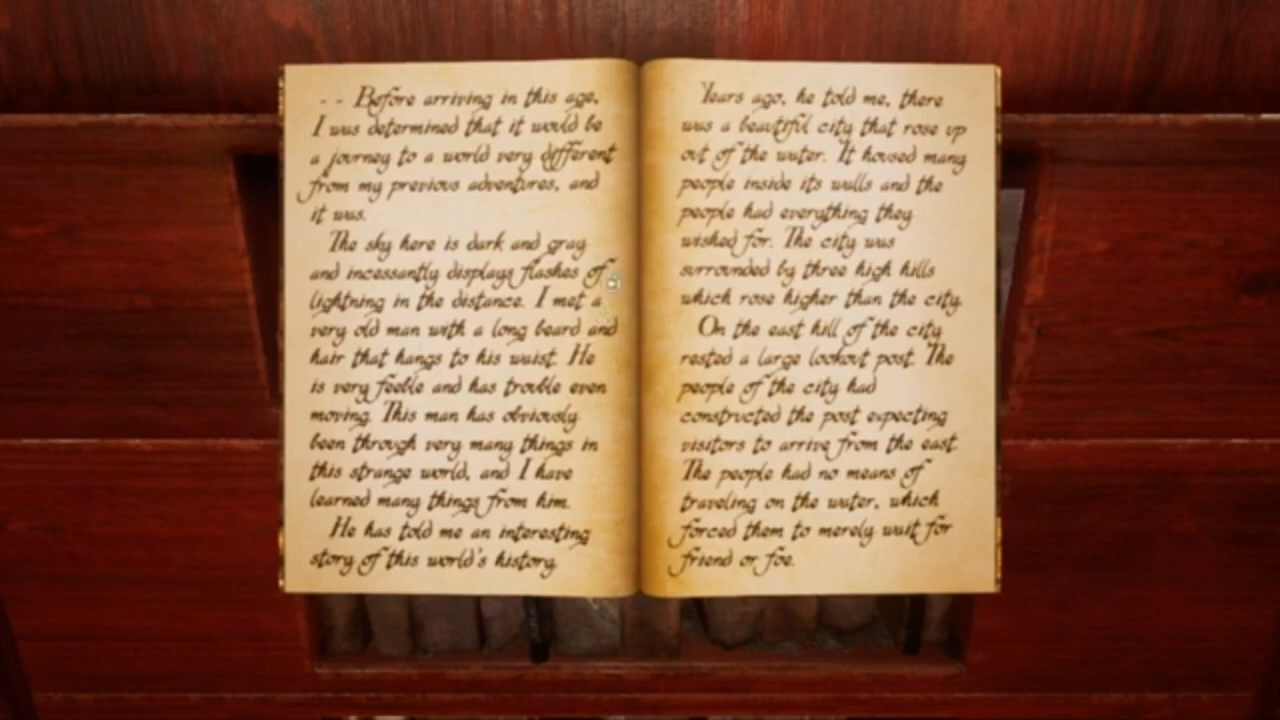 -- Before arriving in this age,
I was determined that it would be
a journey to a world very different
from my previous adventures, and
it was.
The sky here is dark and gray
and incessantly displays flashes of
lightning in the distance. I met a
very old man with a long beard and
hair that hangs to his waist. He
is very feeble and has trouble even
moving. This man has obviously
been through very many things in
this strange world, and I have
learned many things from him.
He has told me an interesting
story of this world's history.
Years ago, he told me, there
was a beautiful city that rose up
out of the water. It housed many
people inside its walls and the
people had everything they
wished for. The city was
surrounded by three high hills
which rose higher than the city.
On the east hill of the city
rested a large lookout post. The
people of the city had
constructed the post expecting
visitors to arrive from the east.
The people had no means of
traveling on the water, which
forced them to merely wait for
friend or foe.